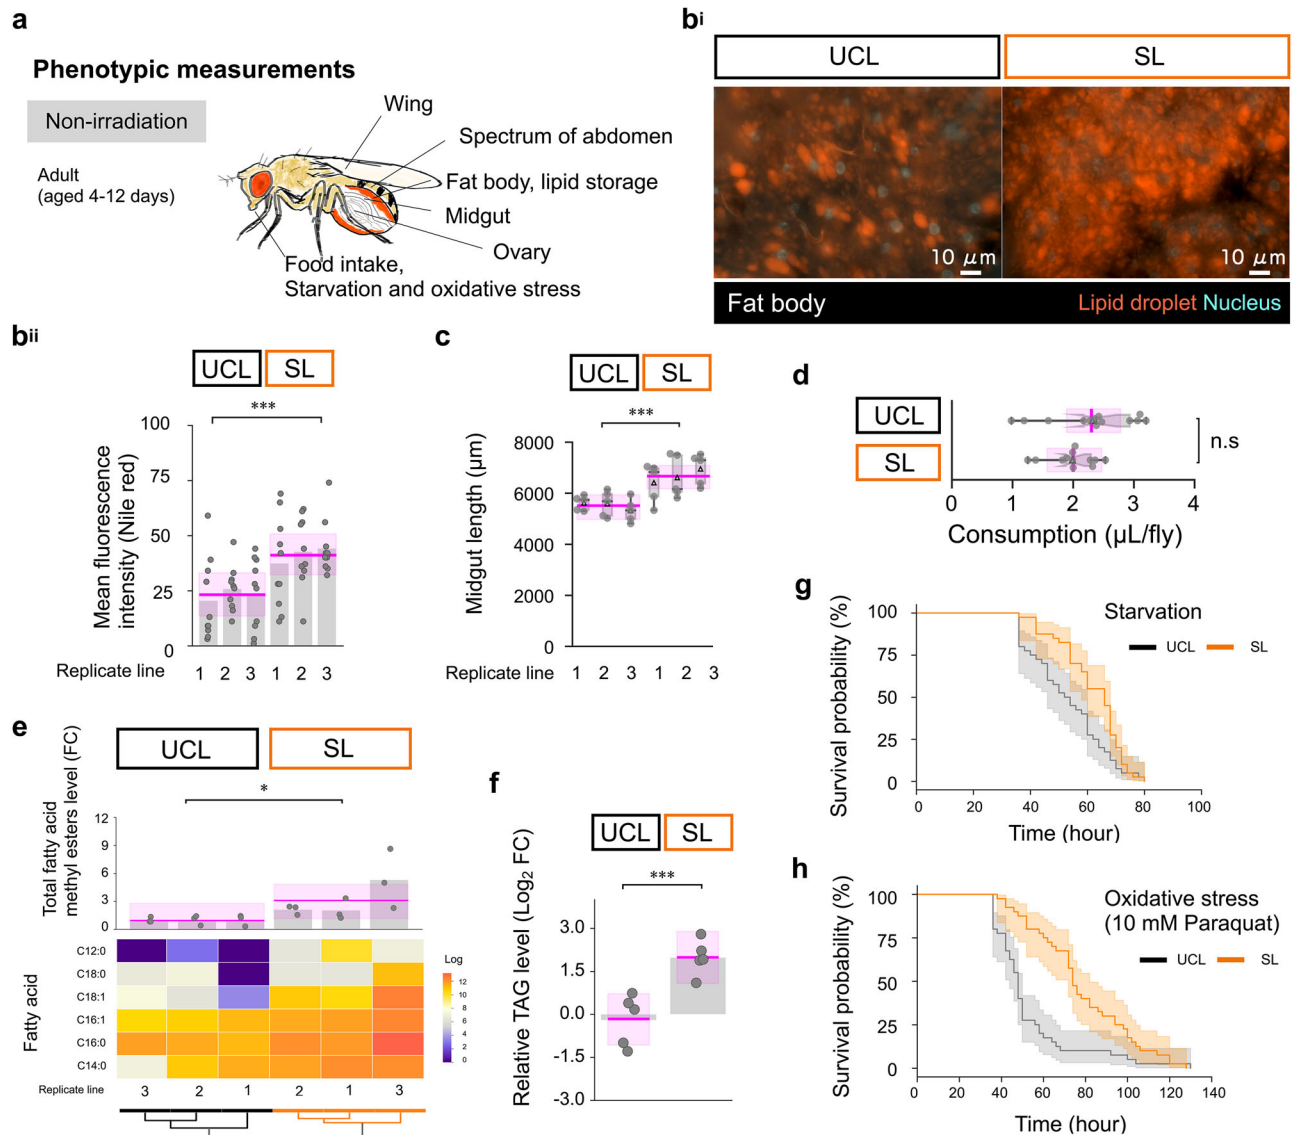 a
Phenotypic measurements
Non-irradiation
Adult
(aged 4-12 days)
Wing
Spectrum of abdomen
Fat body, lipid storage
Midgut
Ovary
Food intake,
Starvation and oxidative stress
bi
UCL SL
10 μm 10 μm
Fat body Lipid droplet Nucleus
bii
UCL SL
***
Mean fluorescence
intensity (Nile red)
100
75
50
25
0
Replicate line 1 2 3 1 2 3
c
UCL SL
***
Midgut length (μm)
8000
6000
4000
2000
0
Replicate line 1 2 3 1 2 3
d
UCL
SL
n.s
0 1 2 3 4
Consumption (μL/fly)
e
UCL SL
*
Total fatty acid
methyl esters level (FC)
12
9
6
3
0
Fatty acid
C12:0
C18:0
C18:1
C16:1
C16:0
C14:0
Log
12
10
8
6
4
2
0
Replicate line 3 2 1 2 1 3
f
UCL SL
***
Relative TAG level (Log2 FC)
3.0
1.5
0.0
-1.5
-3.0
g
Starvation
UCL SL
Survival probability (%)
100
75
50
25
0
0 20 40 60 80 100
Time (hour)
h
Oxidative stress
(10 mM Paraquat)
UCL SL
Survival probability (%)
100
75
50
25
0
0 20 40 60 80 100 120 140
Time (hour)